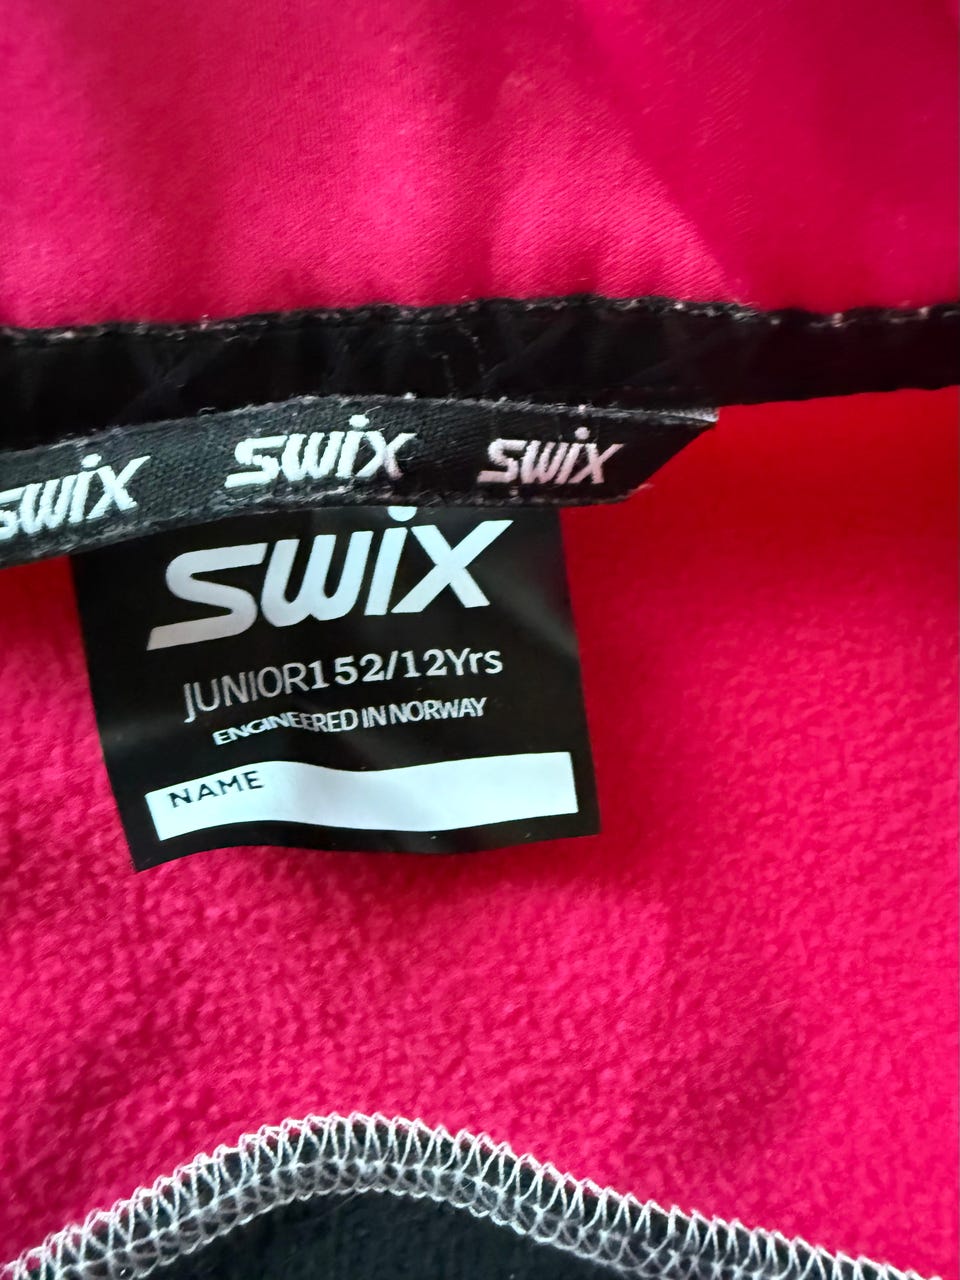 swix swix swix
swix
JUNIOR152/12Yrs
ENGINEERED IN NORWAY
NAME